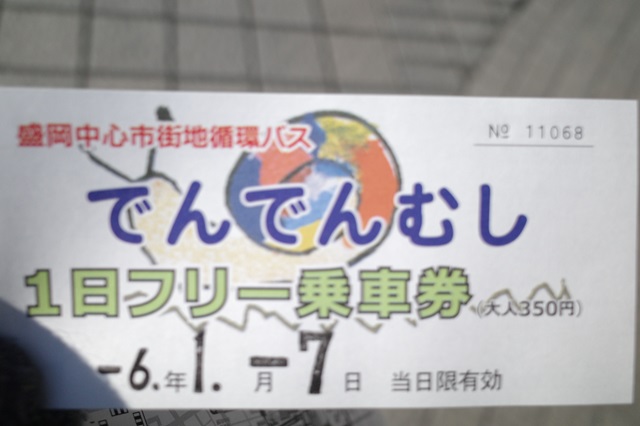 盛岡中心市街地循環バス
№ 11068
でんでんむし
1日フリー乗車券(大人350円)
-6.年1.-月7日 当日限有効